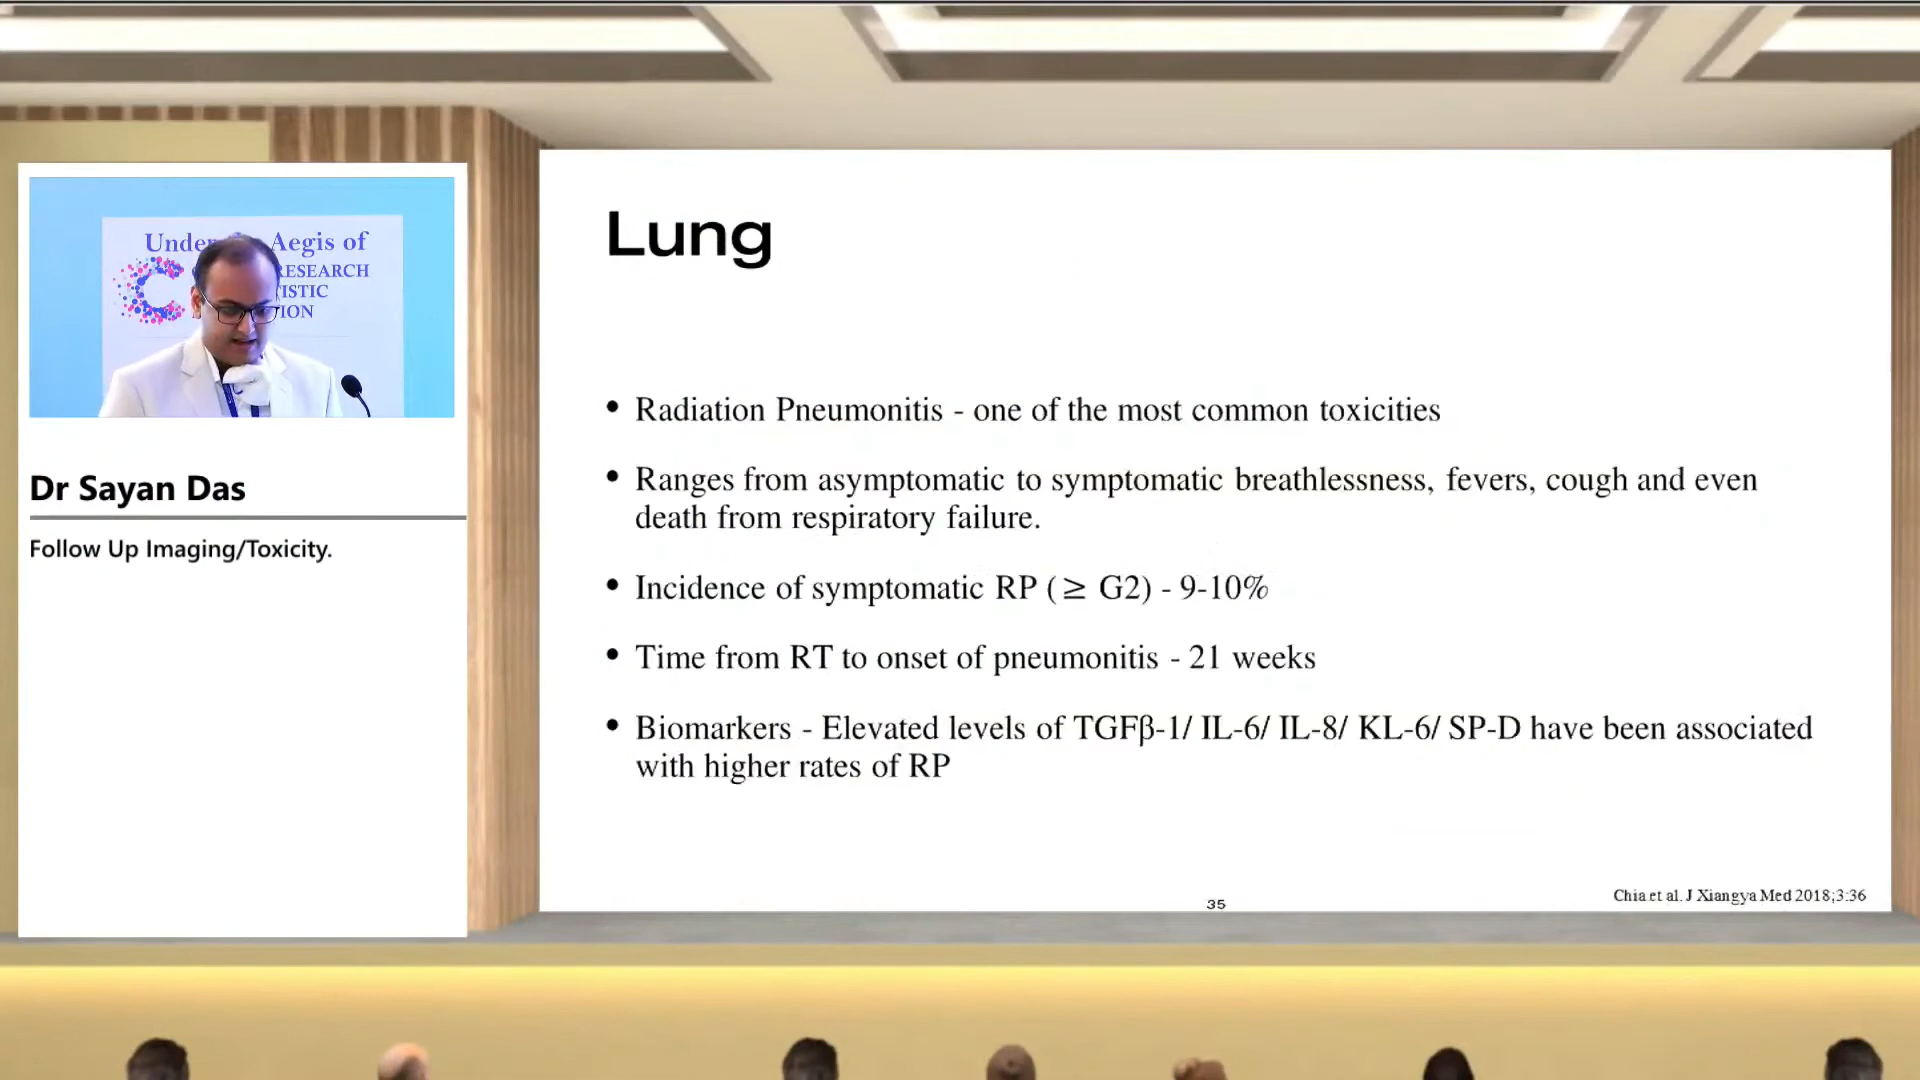 Under Aegis of
RESEARCH
Dr Sayan Das
Follow Up Imaging/Toxicity.
Lung
• Radiation Pneumonitis - one of the most common toxicities
• Ranges from asymptomatic to symptomatic breathlessness, fevers, cough and even
death from respiratory failure.
• Incidence of symptomatic RP (≥ G2) - 9-10%
• Time from RT to onset of pneumonitis - 21 weeks
• Biomarkers - Elevated levels of TGFβ-1/ IL-6/ IL-8/ KL-6/ SP-D have been associated
with higher rates of RP
35
Chia et al. J Xiangya Med 2018;3:36